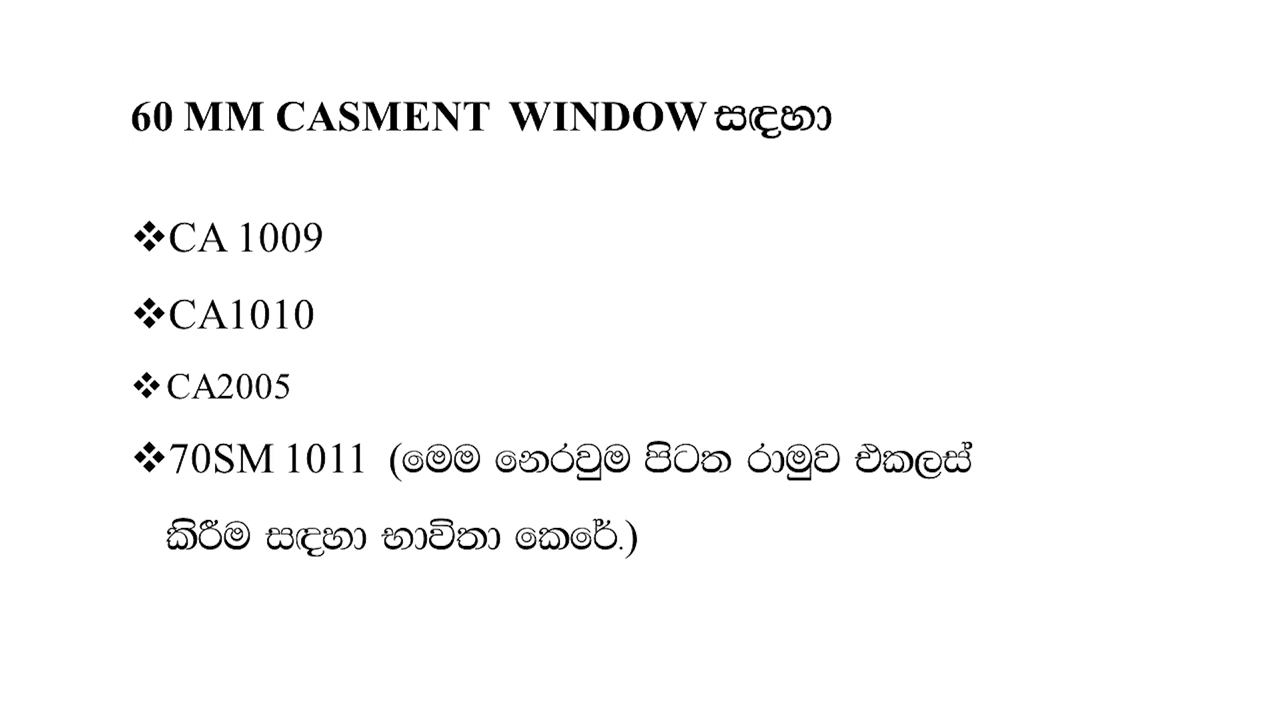 60 MM CASMENT WINDOW සඳහා
❖CA 1009
❖CA1010
❖CA2005
❖70SM 1011 (මෙම නෙරවුම පිටත රාමුව එකලස්
කිරීම සඳහා භාවිතා කෙරේ.)